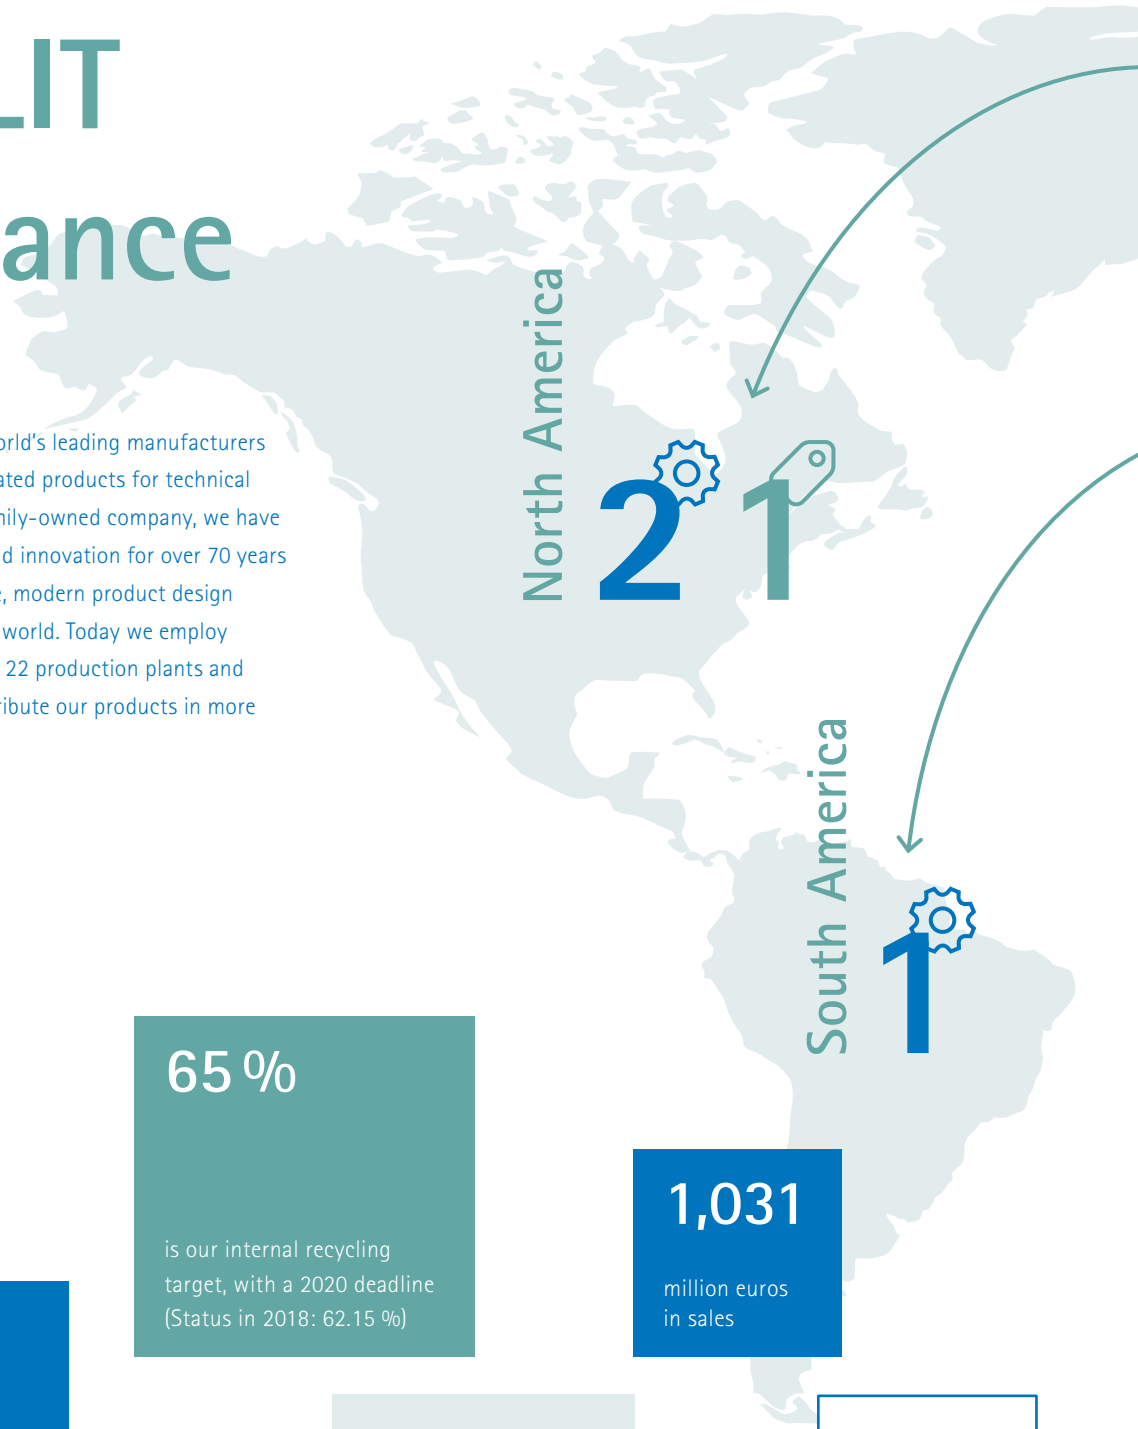 LIT
ance
orld's leading manufacturers
ated products for technical
mily-owned company, we have
d innovation for over 70 years
e, modern product design
world. Today we employ
22 production plants and
ribute our products in more
North America
2 1
South America
1
65 %
is our internal recycling
target, with a 2020 deadline
(Status in 2018: 62.15 %)
1,031
million euros
in sales